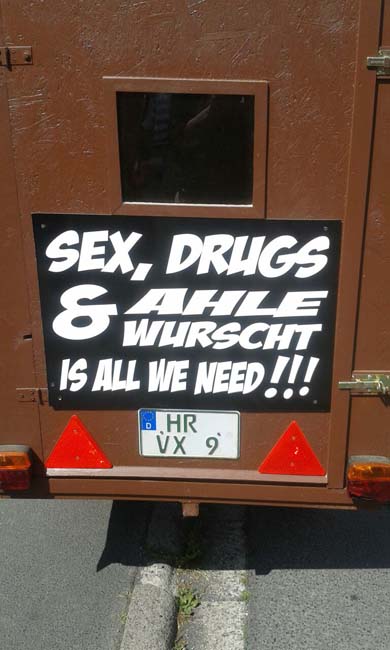 SEX, DRUGS
& AHLE
WURSCHT
IS ALL WE NEED!!!
D HR
VX 9